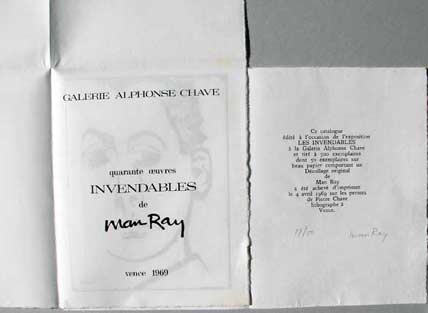 GALERIE ALPHONSE CHAVE
quarante œuvres
INVENDABLES
de
Man Ray
vence 1969
Ce catalogue
édité à l'occasion de l'exposition
LES INVENDABLES
à la Galerie Alphonse Chave
et tiré à 500 exemplaires
dont 50 exemplaires sur
beau papier comportant un
Décollage original
de
Man Ray
a été achevé d'imprimer
le 4 avril 1969 sur les presses
de Pierre Chave
lithographe à
Vence.
Man Ray